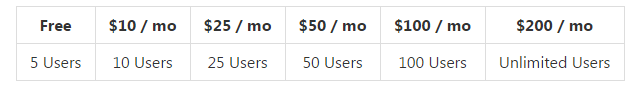 Free $10 / mo $25 / mo $50 / mo $100 / mo $200 / mo
5 Users 10 Users 25 Users 50 Users 100 Users Unlimited Users